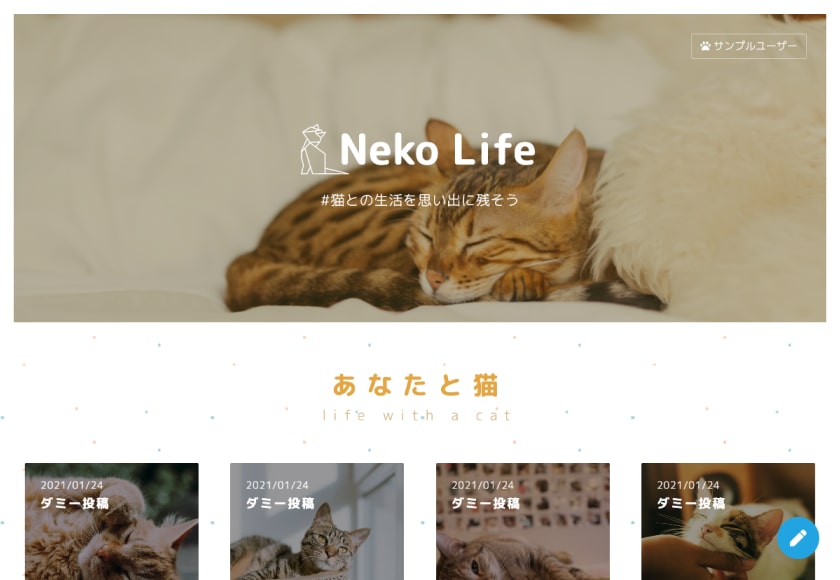 サンプルユーザー
Neko Life
#猫との生活を思い出に残そう
あなたと猫
life with a cat
2021/01/24
ダミー投稿
2021/01/24
ダミー投稿
2021/01/24
ダミー投稿
2021/01/24
ダミー投稿